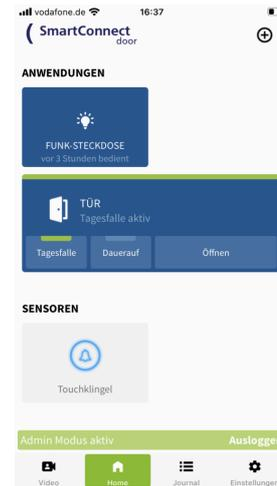 vodafone.de 16:37
SmartConnect
door
ANWENDUNGEN
FUNK-STECKDOSE
vor 3 Stunden bedient
TÜR
Tagesfalle aktiv
Tagesfalle Dauerauf Öffnen
SENSOREN
Touchklingel
Admin Modus aktiv Auslogge
Video Home Journal Einstellungen